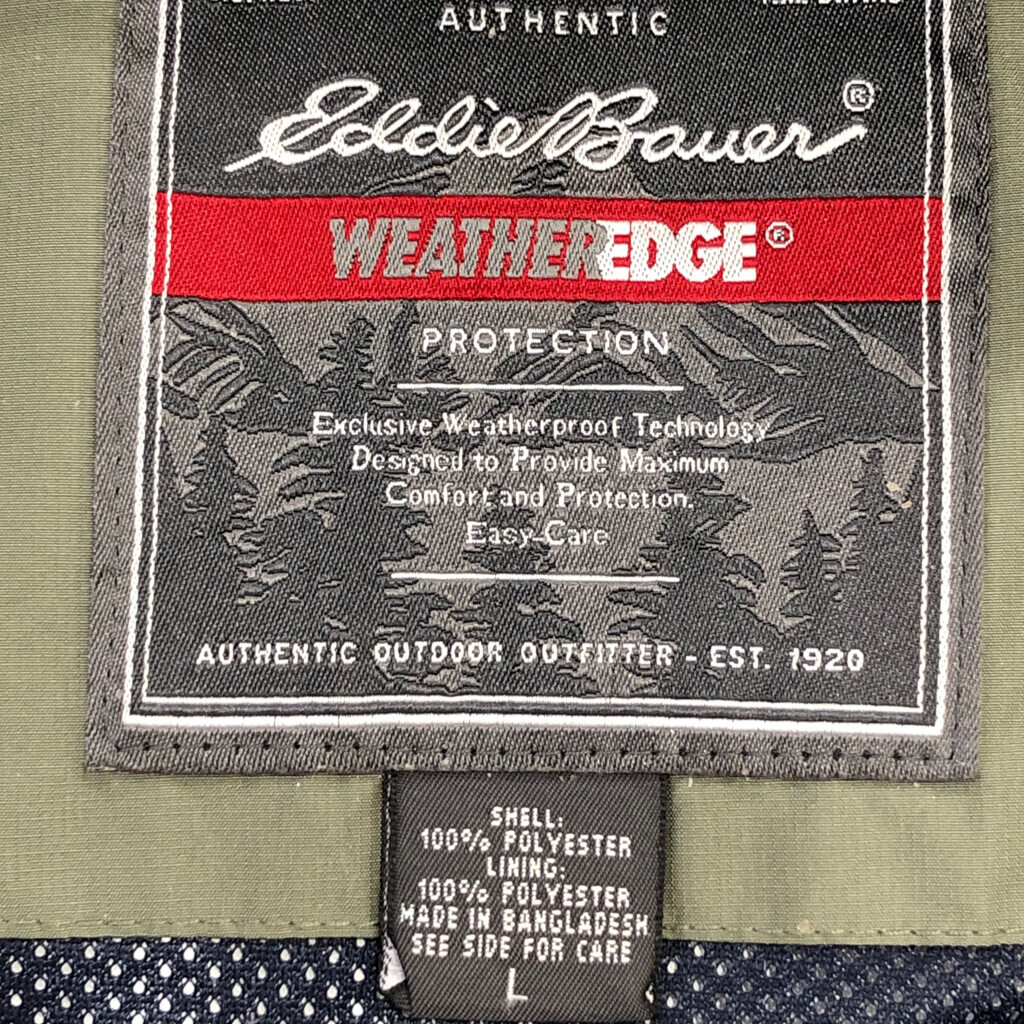 AUTHENTIC
Eddie Bauer®
WEATHEREDGE®
PROTECTION
Exclusive Weatherproof Technology
Designed to Provide Maximum
Comfort and Protection.
Easy-Care
AUTHENTIC OUTDOOR OUTFITTER - EST. 1920
SHELL:
100% POLYESTER
LINING:
100% POLYESTER
MADE IN BANGLADESH
SEE SIDE FOR CARE
L